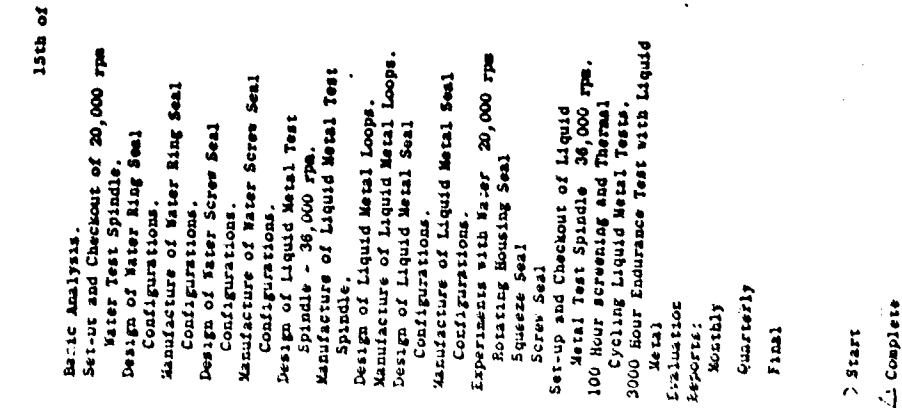 15th of
Basic Analysis.
Set-ut and Checkout of 20,000 rpm
Water Test Spindle.
Design of Water Ring Seal
Configurations.
Manufacture of Water Ring Seal
Configurations.
Design of Water Screw Seal
Configurations.
Manufacture of Water Screw Seal
Configurations.
Design of Liquid Metal Test
Spindle - 36,000 rpm.
Manufacture of Liquid Metal Test
Spindle.
Design of Liquid Metal Loops.
Manufacture of Liquid Metal Loops.
Design of Liquid Metal Seal
Configurations.
Manufacture of Liquid Metal Seal
Configurations.
Experiments with Water 20,000 rpm
Rotating Housing Seal
Squeeze Seal
Screw Seal
Set-up and Checkout of Liquid
Metal Test Spindle 36,000 rpm.
100 Hour screening and Thermal
Cycling Liquid Metal Tests.
3000 Hour Endurance Test with Liquid
Metal
Evaluation
Reports:
Monthly
Quarterly
Final
> Start
△ Complete